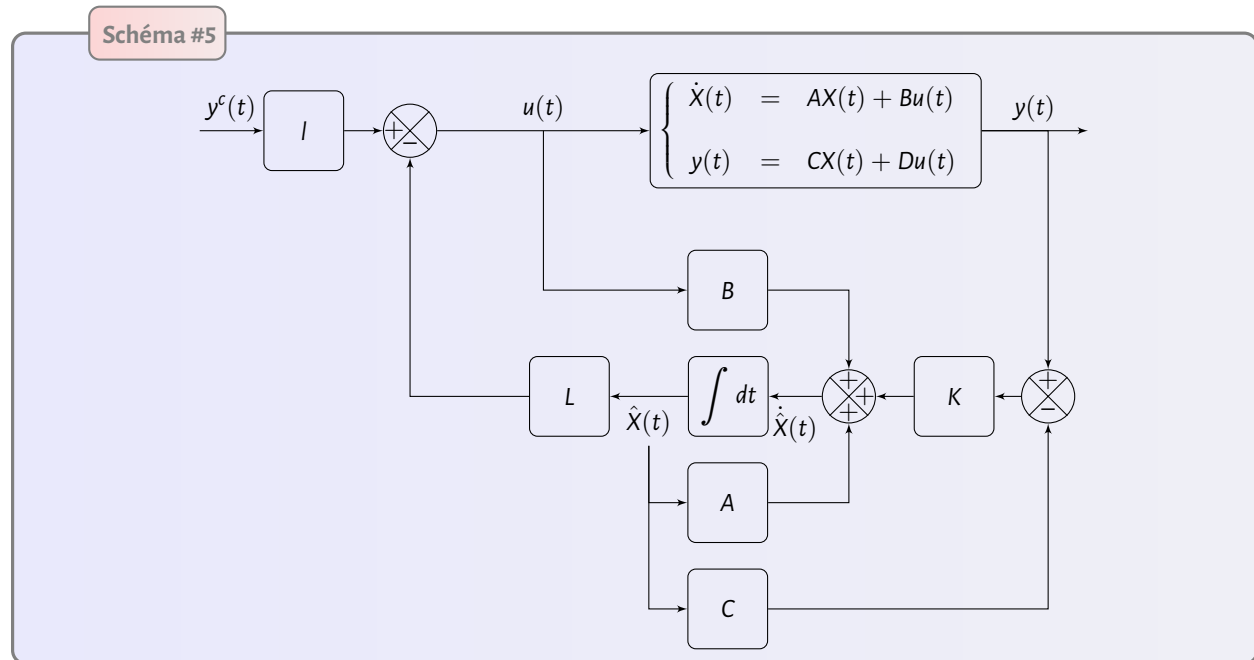 Schéma #5
y^c(t)
l
+
−
u(t)
Ẋ(t) = AX(t) + Bu(t)
y(t) = CX(t) + Du(t)
y(t)
B
L
X̂(t)
∫ dt
Ẋ̂(t)
+
+
+
K
+
−
A
C